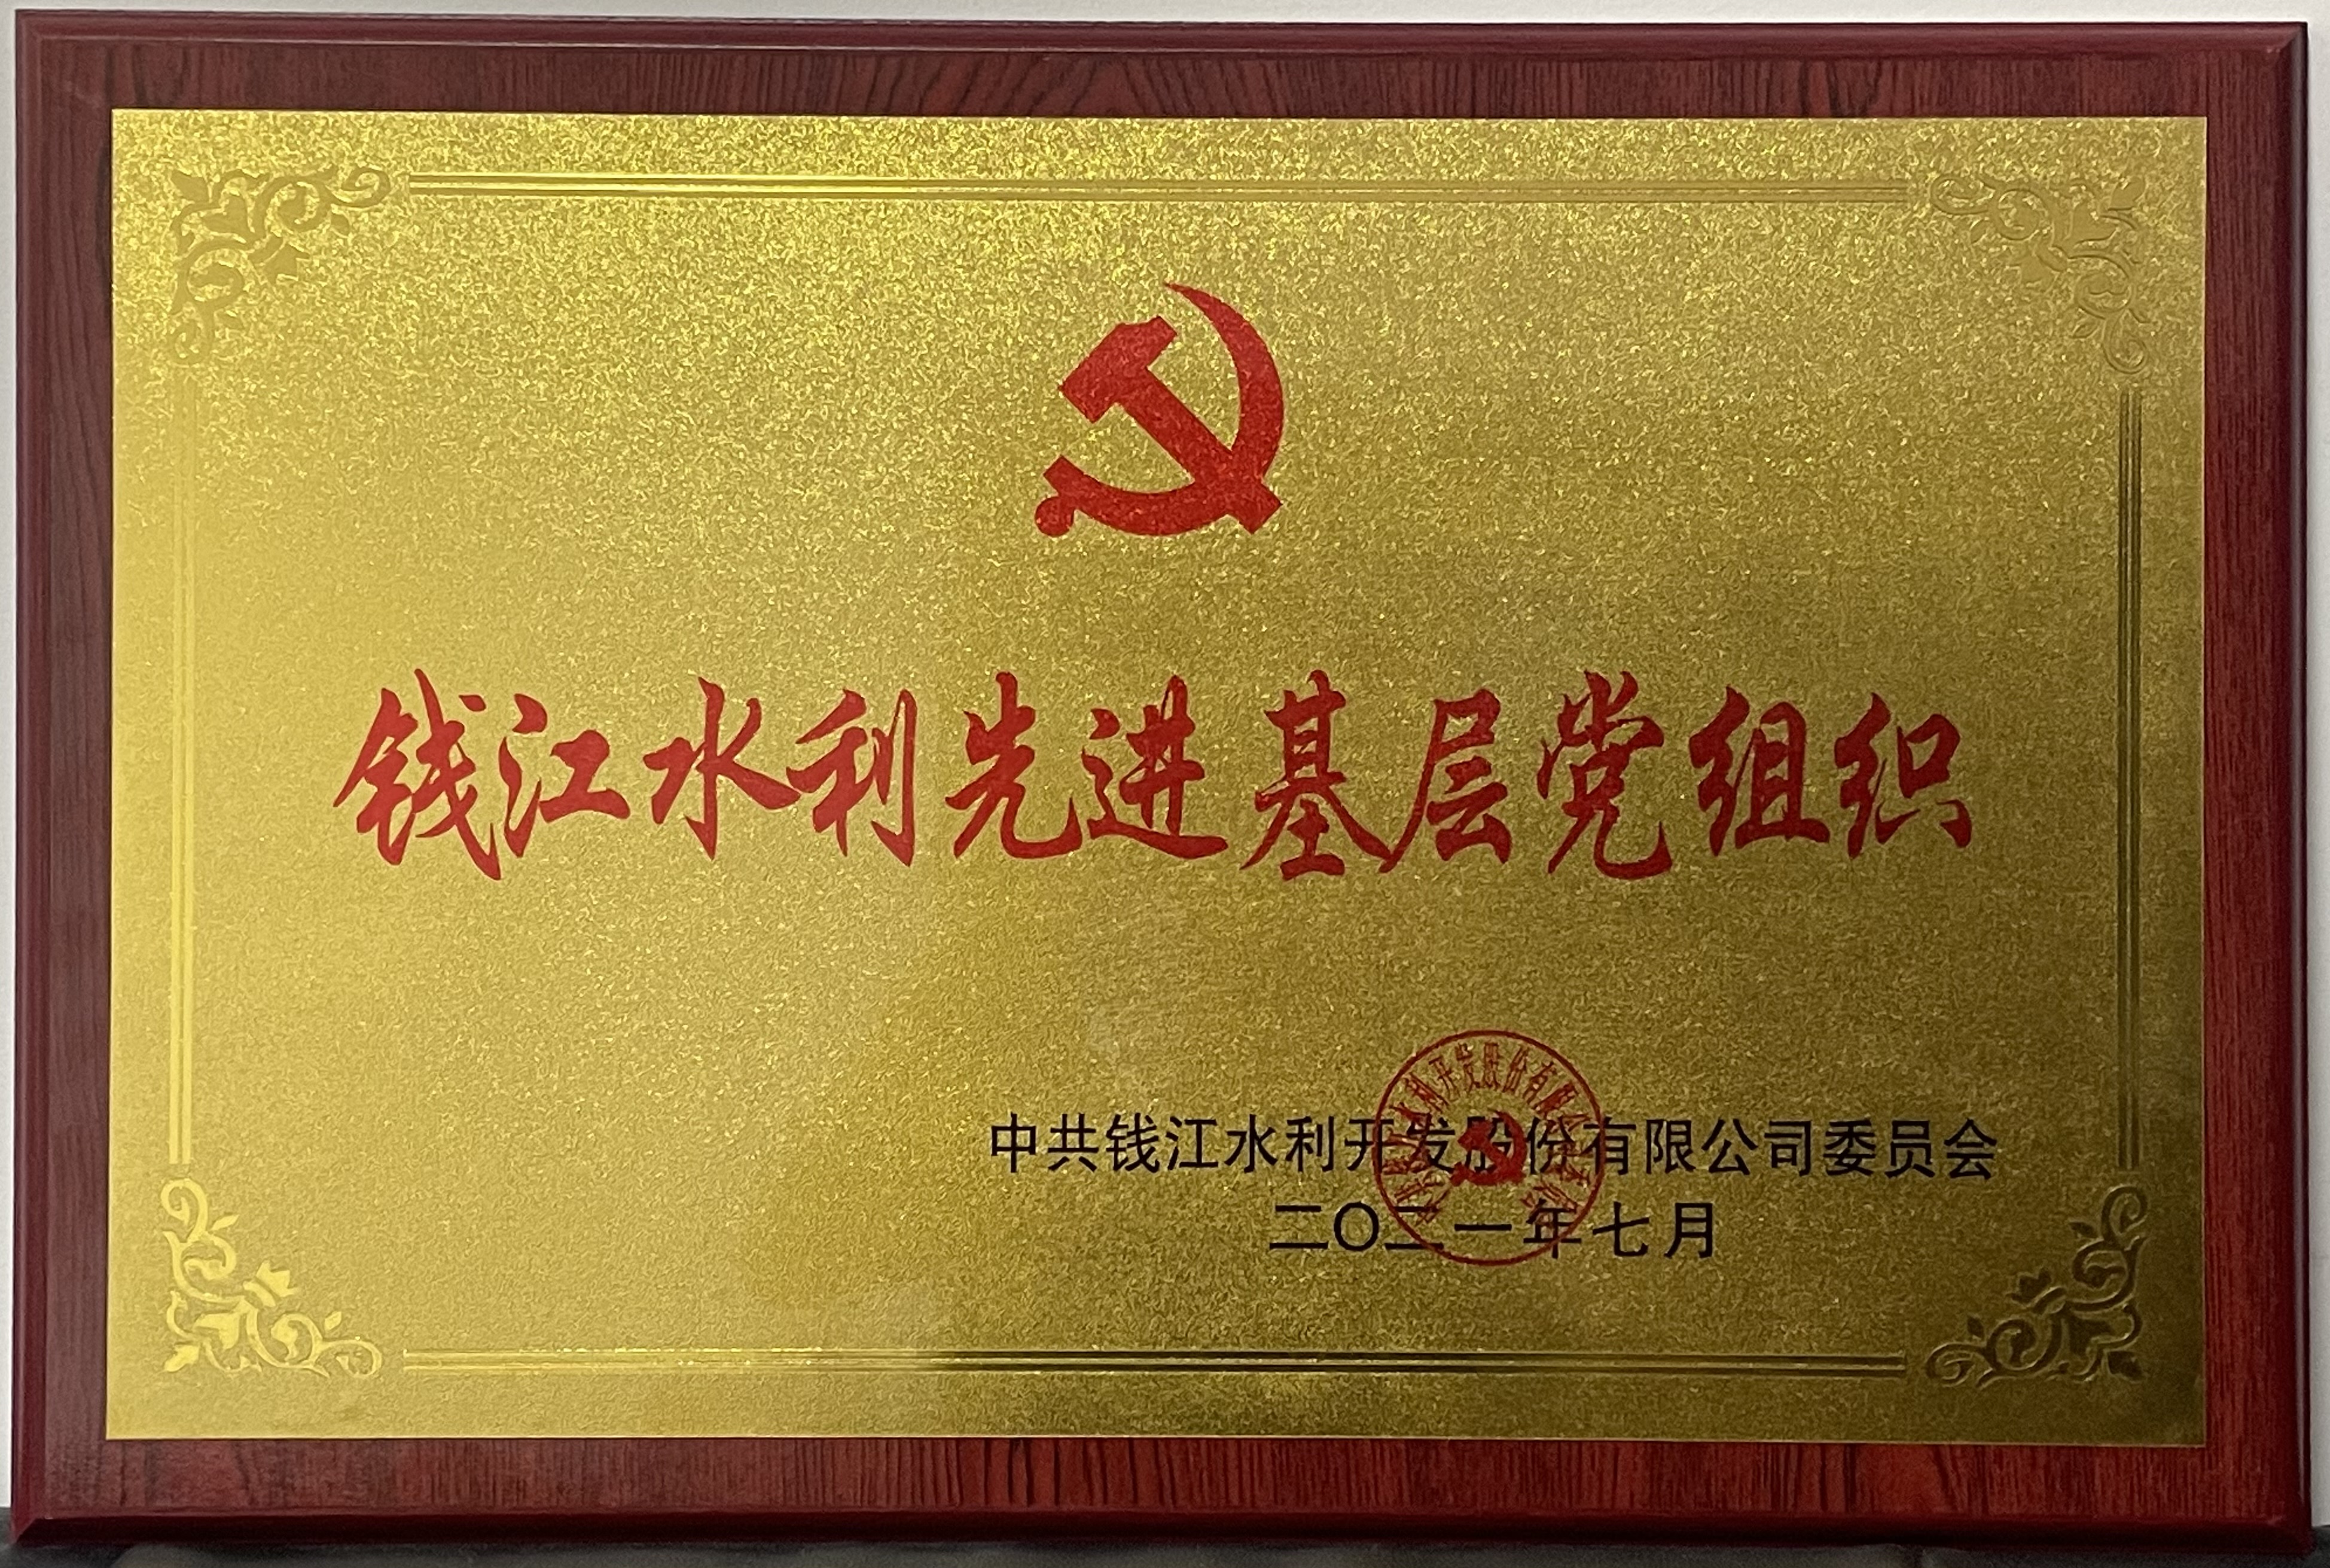 钱江水利先进基层党组织
中共钱江水利开发股份有限公司委员会
二〇二一年七月